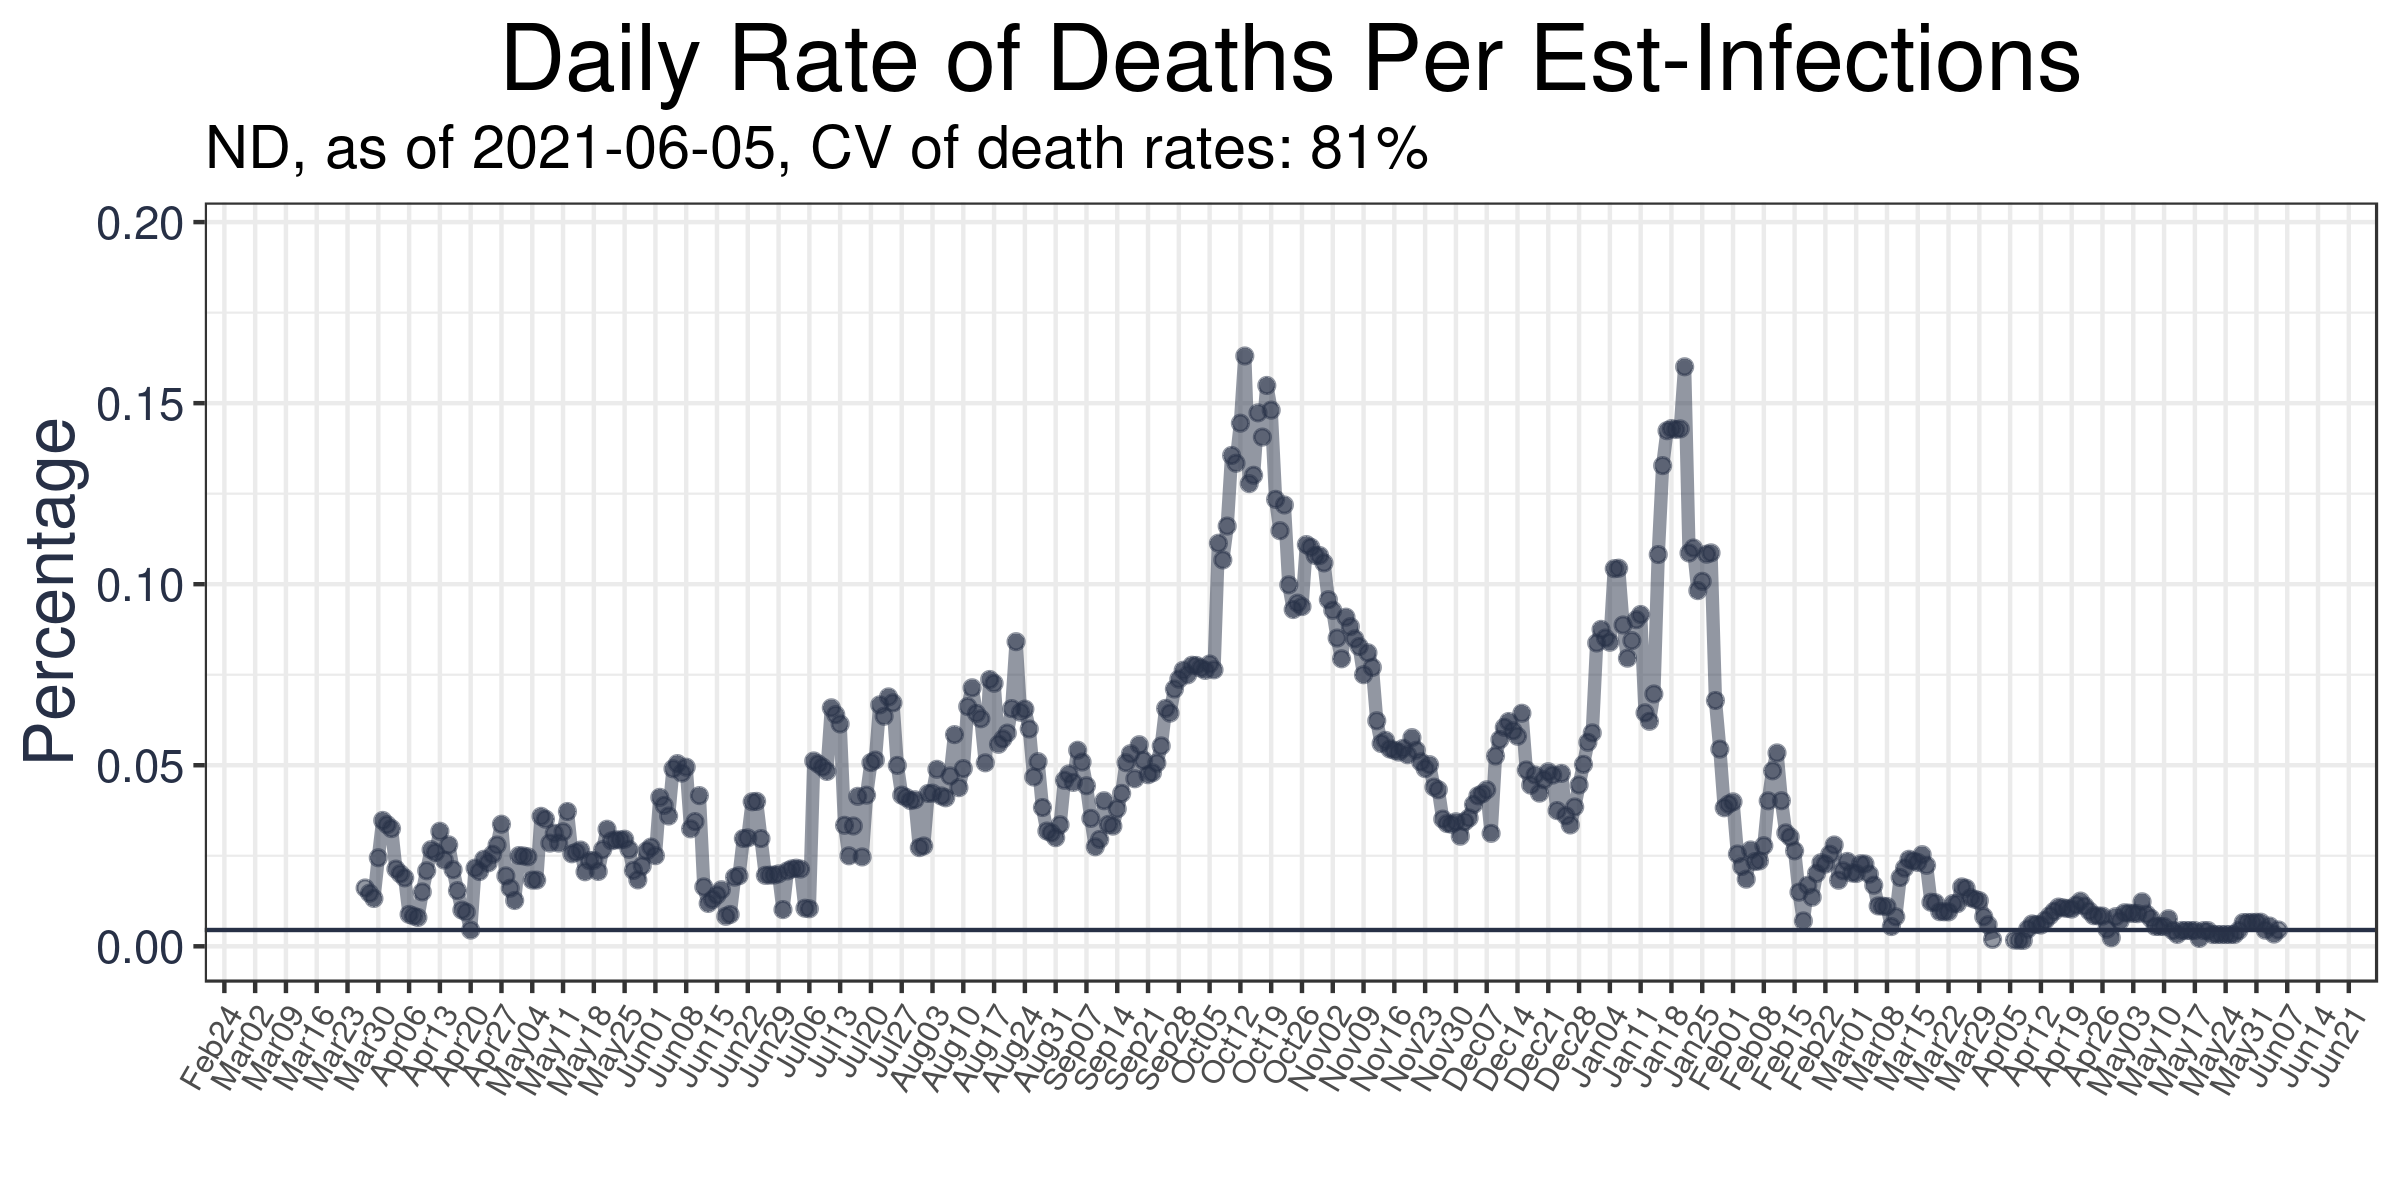 Daily Rate of Deaths Per Est-Infections
ND, as of 2021-06-05, CV of death rates: 81%
Percentage
0.20
0.15
0.10
0.05
0.00
Feb24
Mar02
Mar09
Mar16
Mar23
Mar30
Apr06
Apr13
Apr20
Apr27
May04
May11
May18
May25
Jun01
Jun08
Jun15
Jun22
Jun29
Jul06
Jul13
Jul20
Jul27
Aug03
Aug10
Aug17
Aug24
Aug31
Sep07
Sep14
Sep21
Sep28
Oct05
Oct12
Oct19
Oct26
Nov02
Nov09
Nov16
Nov23
Nov30
Dec07
Dec14
Dec21
Dec28
Jan04
Jan11
Jan18
Jan25
Feb01
Feb08
Feb15
Feb22
Mar01
Mar08
Mar15
Mar22
Mar29
Apr05
Apr12
Apr19
Apr26
May03
May10
May17
May24
May31
Jun07
Jun14
Jun21